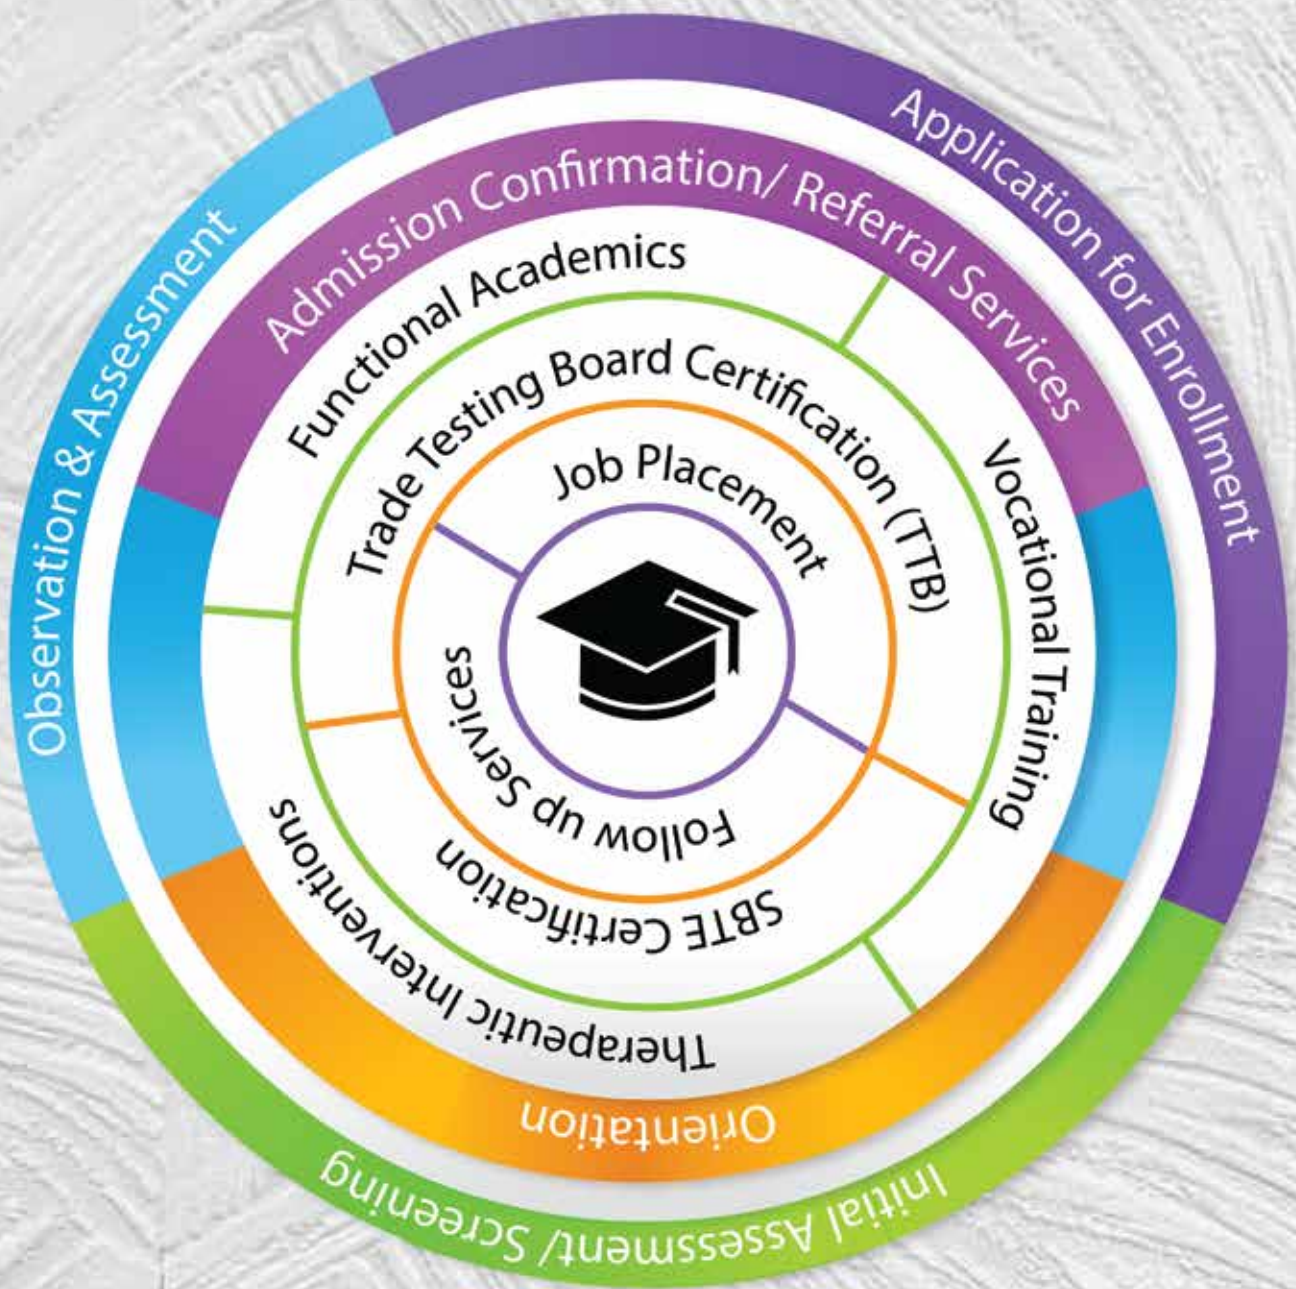 Application for Enrollment
Initial Assessment/ Screening
Observation & Assessment
Admission Confirmation/ Referral Services
Orientation
Functional Academics
Vocational Training
Therapeutic Interventions
Trade Testing Board Certification (TTB)
SBTE Certification
Job Placement
Follow up Services